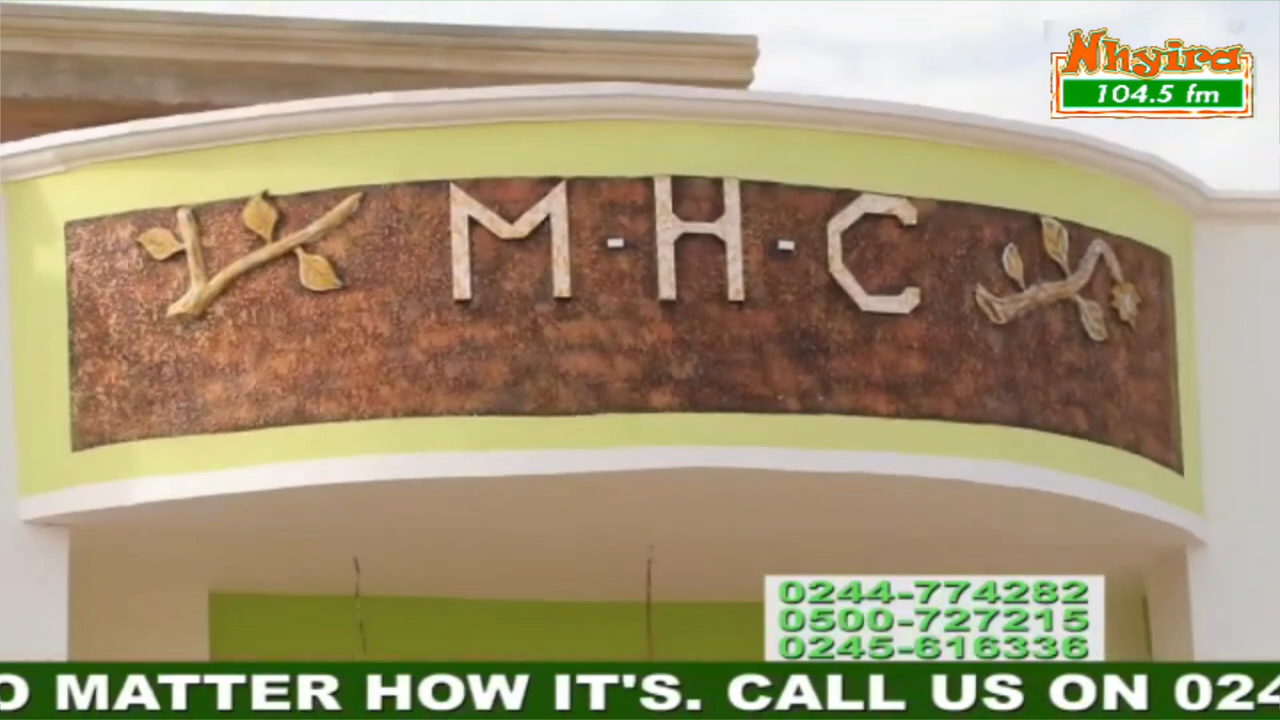 Nhyira
104.5 fm
M-H-C
0244-774282
0500-727215
0245-616336
O MATTER HOW IT'S. CALL US ON 024